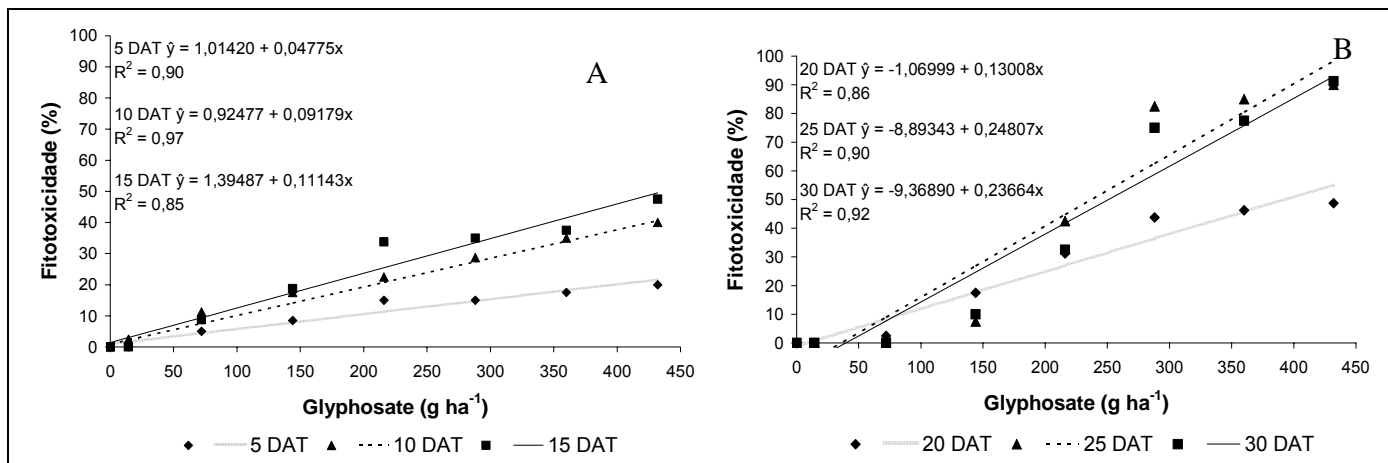 A
5 DAT ŷ = 1,01420 + 0,04775x
R² = 0,90
10 DAT ŷ = 0,92477 + 0,09179x
R² = 0,97
15 DAT ŷ = 1,39487 + 0,11143x
R² = 0,85
Fitotoxicidade (%)
100
90
80
70
60
50
40
30
20
10
0
0 50 100 150 200 250 300 350 400 450
Glyphosate (g ha⁻¹)
5 DAT 10 DAT 15 DAT
B
20 DAT ŷ = -1,06999 + 0,13008x
R² = 0,86
25 DAT ŷ = -8,89343 + 0,24807x
R² = 0,90
30 DAT ŷ = -9,36890 + 0,23664x
R² = 0,92
Fitotoxicidade (%)
100
90
80
70
60
50
40
30
20
10
0
0 50 100 150 200 250 300 350 400 450
Glyphosate (g ha⁻¹)
20 DAT 25 DAT 30 DAT